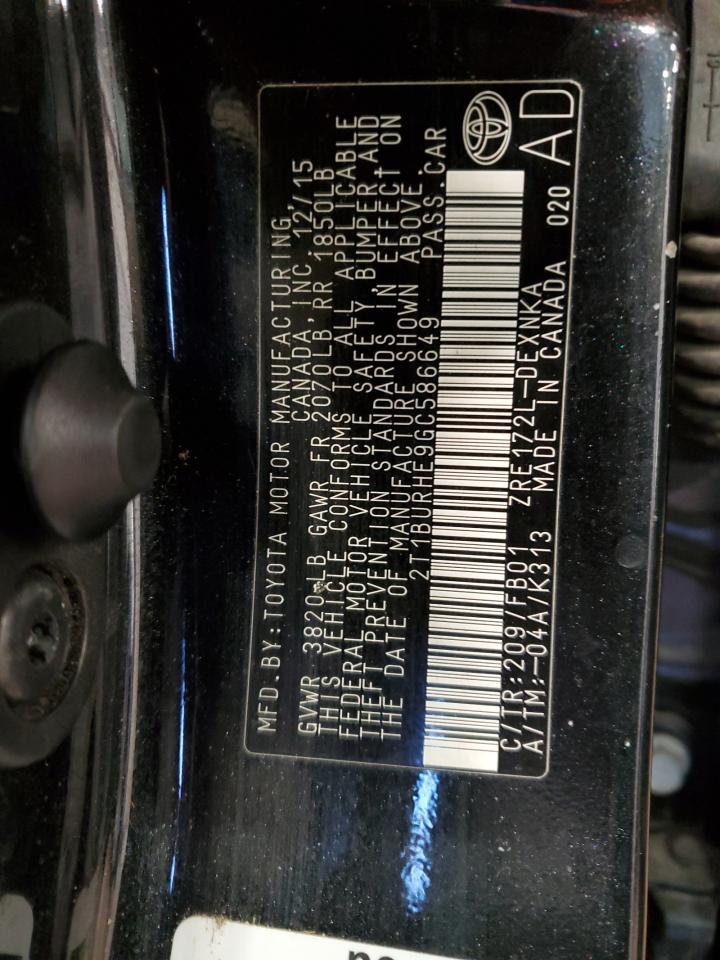 MFD.BY:TOYOTA MOTOR MANUFACTURING,
CANADA, INC. 12/15
GVWR 3820 LB GAWR FR 2070LB RR 1850LB
THIS VEHICLE CONFORMS TO ALL APPLICABLE
FEDERAL MOTOR VEHICLE SAFETY, BUMPER, AND
THEFT PREVENTION STANDARDS IN EFFECT ON
THE DATE OF MANUFACTURE SHOWN ABOVE.
2T1BURHE9GC586649 PASS.CAR
C/TR:209/FB01 ZRE172L-DEXNKA 020
A/TM:-04A/K313 MADE IN CANADA AD